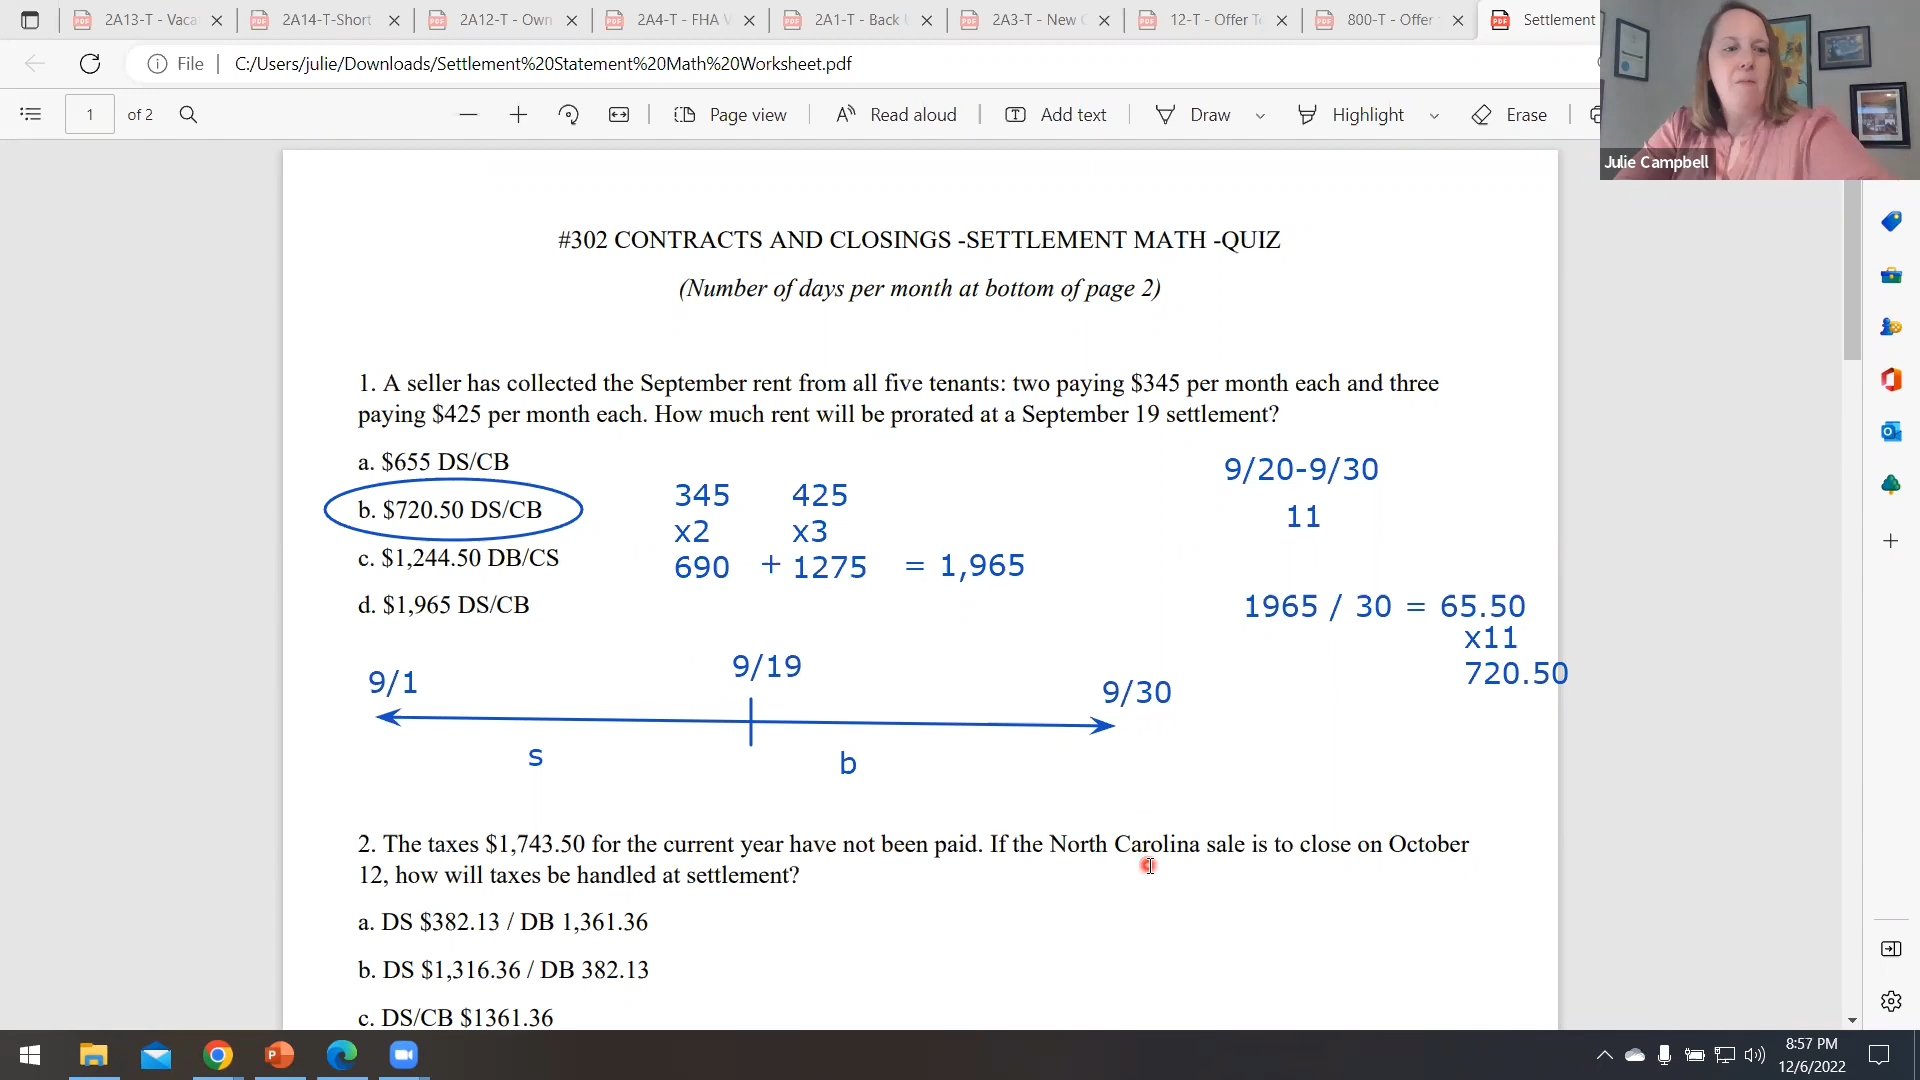 2A13-T - Vaca
2A14-T-Short
2A12-T - Own
2A4-T - FHA V
2A1-T - Back U
2A3-T - New C
12-T - Offer To
800-T - Offer
Settlement
File
C:/Users/julie/Downloads/Settlement%20Statement%20Math%20Worksheet.pdf
1
of 2
Page view
Read aloud
Add text
Draw
Highlight
Erase
Julie Campbell
#302 CONTRACTS AND CLOSINGS -SETTLEMENT MATH -QUIZ
(Number of days per month at bottom of page 2)
1. A seller has collected the September rent from all five tenants: two paying $345 per month each and three
paying $425 per month each. How much rent will be prorated at a September 19 settlement?
a. $655 DS/CB
b. $720.50 DS/CB
c. $1,244.50 DB/CS
d. $1,965 DS/CB
345 425
x2 x3
690 + 1275 = 1,965
9/20-9/30
11
1965 / 30 = 65.50
x11
720.50
9/1
9/19
9/30
s
b
2. The taxes $1,743.50 for the current year have not been paid. If the North Carolina sale is to close on October
12, how will taxes be handled at settlement?
a. DS $382.13 / DB 1,361.36
b. DS $1,316.36 / DB 382.13
c. DS/CB $1361.36
8:57 PM
12/6/2022